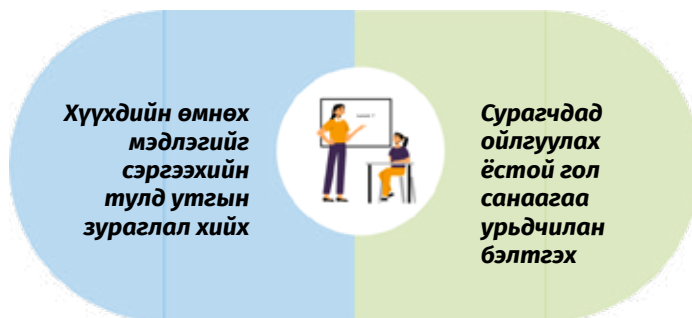 Хүүхдийн өмнөх
мэдлэгийг
сэргээхийн
тулд утгын
зураглал хийх
Сурагчдад
ойлгуулах
ёстой гол
санаагаа
урьдчилан
бэлтгэх